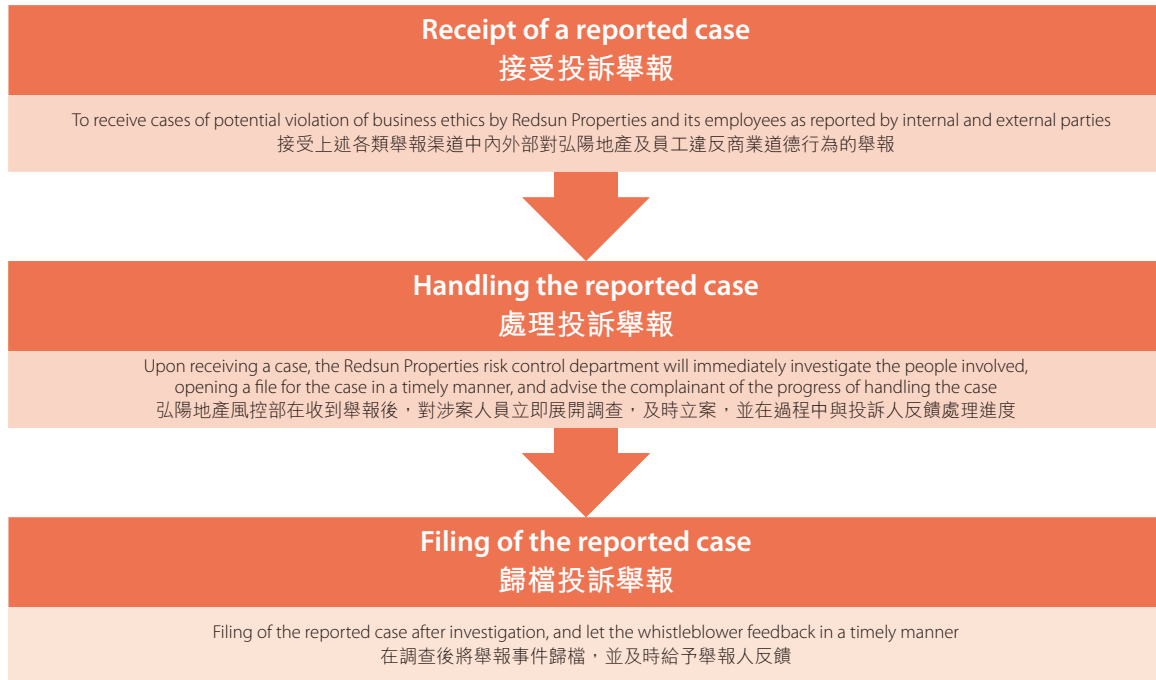 Receipt of a reported case
接受投訴舉報
To receive cases of potential violation of business ethics by Redsun Properties and its employees as reported by internal and external parties
接受上述各類舉報渠道中內外部對弘陽地產及員工違反商業道德行為的舉報
Handling the reported case
處理投訴舉報
Upon receiving a case, the Redsun Properties risk control department will immediately investigate the people involved,
opening a file for the case in a timely manner, and advise the complainant of the progress of handling the case
弘陽地產風控部在收到舉報後，對涉案人員立即展開調查，及時立案，並在過程中與投訴人反饋處理進度
Filing of the reported case
歸檔投訴舉報
Filing of the reported case after investigation, and let the whistleblower feedback in a timely manner
在調查後將舉報事件歸檔，並及時給予舉報人反饋